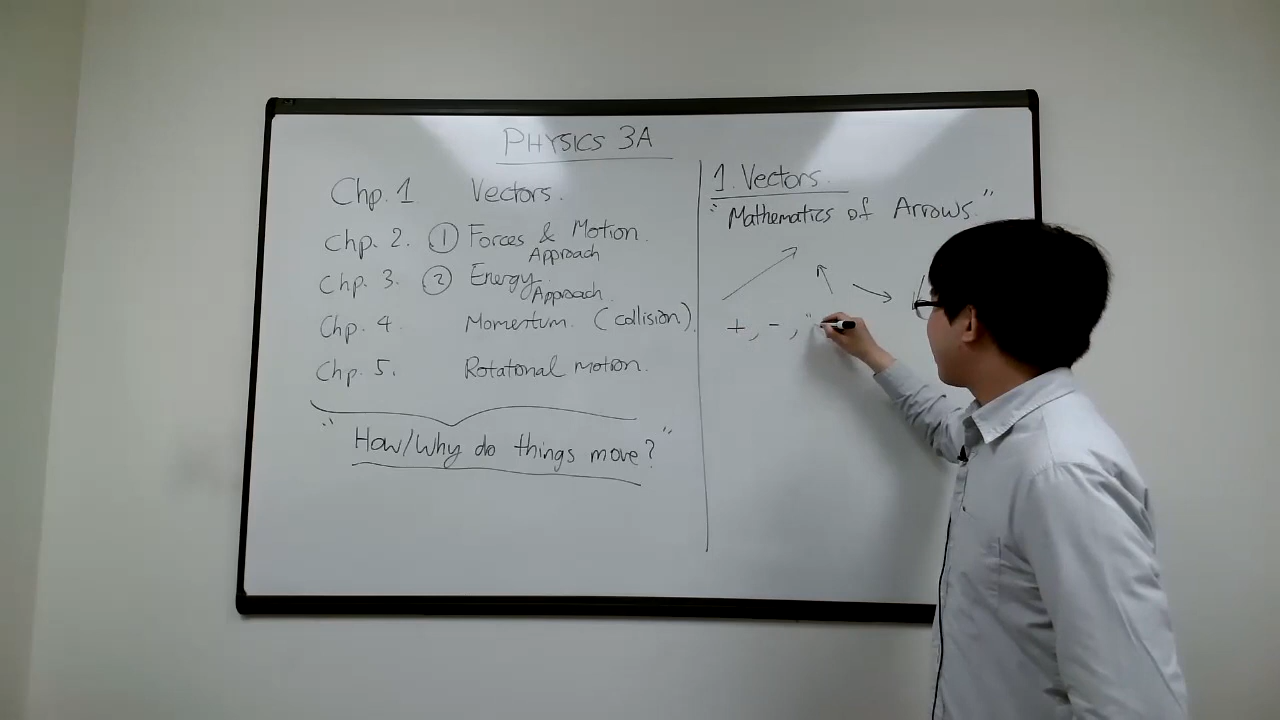 PHYSICS 3A
Chp. 1 Vectors.
Chp. 2. ① Forces & Motion.
Approach
Chp. 3. ② Energy.
Approach.
Chp. 4 Momentum. (collision).
Chp. 5. Rotational motion.
"How/Why do things move?"
1. Vectors.
"Mathematics of Arrows."
+, -, "